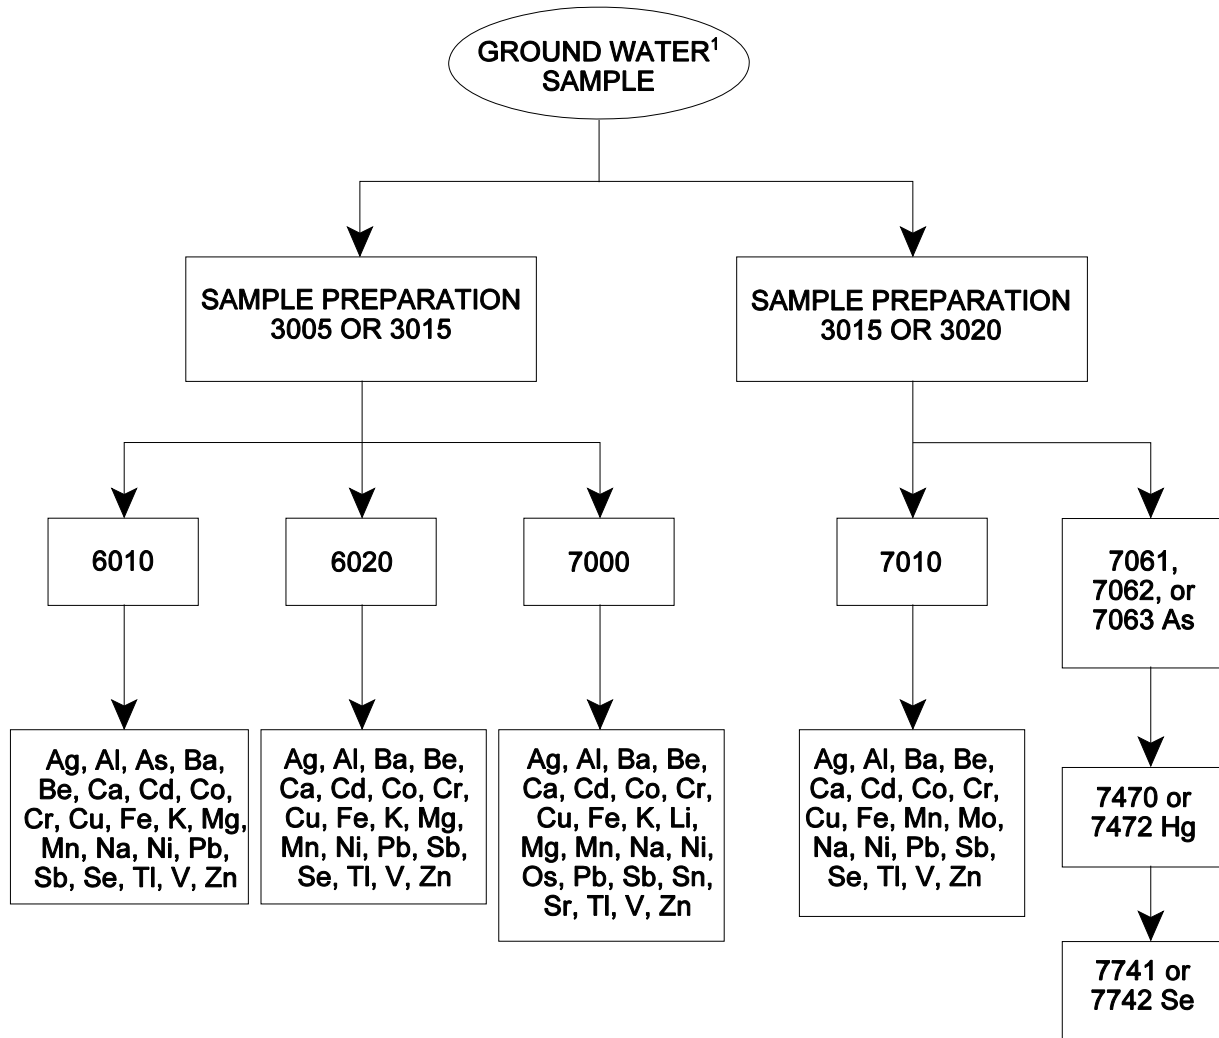 GROUND WATER¹
SAMPLE
SAMPLE PREPARATION
3005 OR 3015
SAMPLE PREPARATION
3015 OR 3020
6010
6020
7000
7010
7061,
7062, or
7063 As
Ag, Al, As, Ba,
Be, Ca, Cd, Co,
Cr, Cu, Fe, K, Mg,
Mn, Na, Ni, Pb,
Sb, Se, Tl, V, Zn
Ag, Al, Ba, Be,
Ca, Cd, Co, Cr,
Cu, Fe, K, Mg,
Mn, Ni, Pb, Sb,
Se, Tl, V, Zn
Ag, Al, Ba, Be,
Ca, Cd, Co, Cr,
Cu, Fe, K, Li,
Mg, Mn, Na, Ni,
Os, Pb, Sb, Sn,
Sr, Tl, V, Zn
Ag, Al, Ba, Be,
Ca, Cd, Co, Cr,
Cu, Fe, Mn, Mo,
Na, Ni, Pb, Sb,
Se, Tl, V, Zn
7470 or
7472 Hg
7741 or
7742 Se